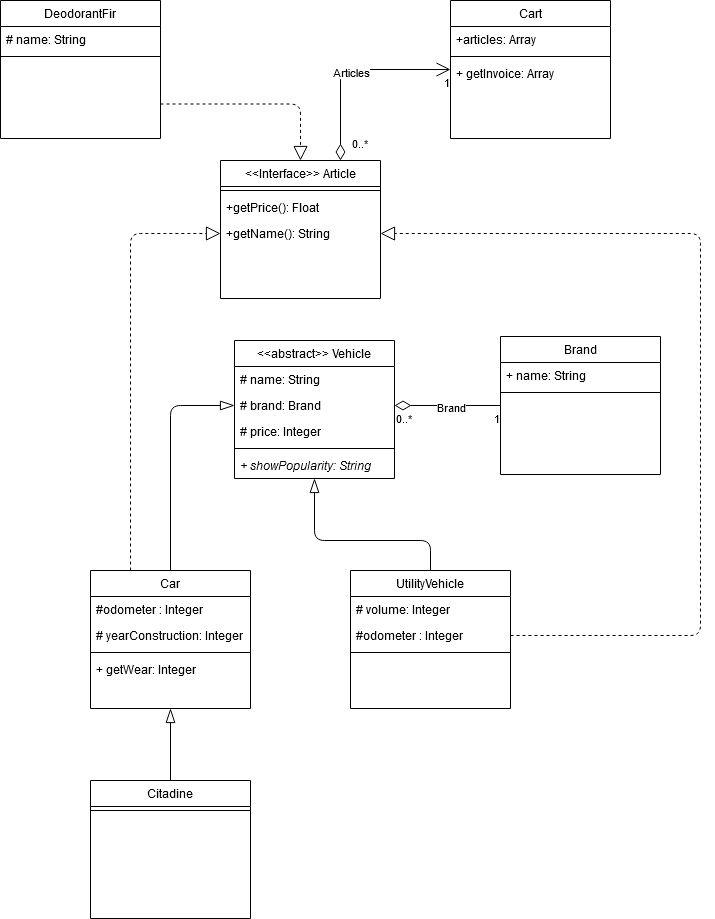 DeodorantFir
# name: String
Cart
+articles: Array
+ getInvoice: Array
Articles
1
0..*
<<Interface>> Article
+getPrice(): Float
+getName(): String
<<abstract>> Vehicle
# name: String
# brand: Brand
# price: Integer
+ showPopularity: String
0..*
Brand
1
Brand
+ name: String
Car
#odometer : Integer
# yearConstruction: Integer
+ getWear: Integer
UtilityVehicle
# volume: Integer
#odometer : Integer
Citadine